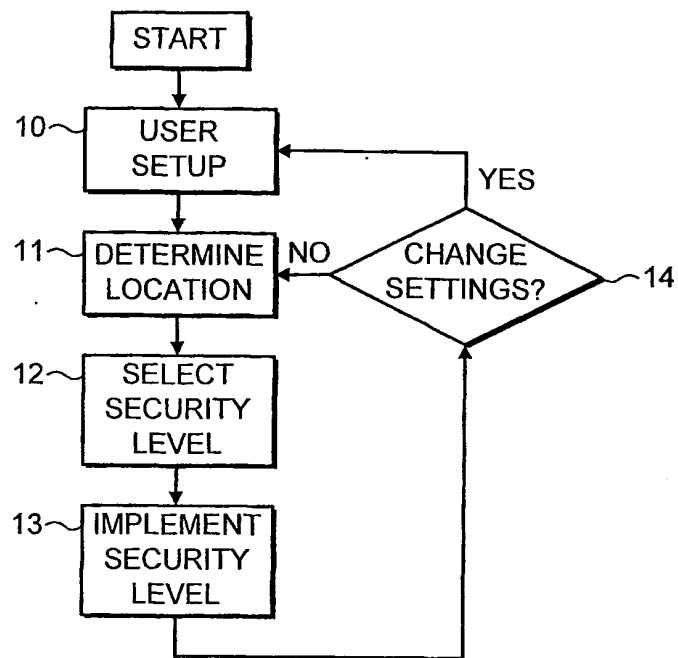 START
10
USER
SETUP
YES
11
DETERMINE
LOCATION
NO
CHANGE
SETTINGS?
14
12
SELECT
SECURITY
LEVEL
13
IMPLEMENT
SECURITY
LEVEL